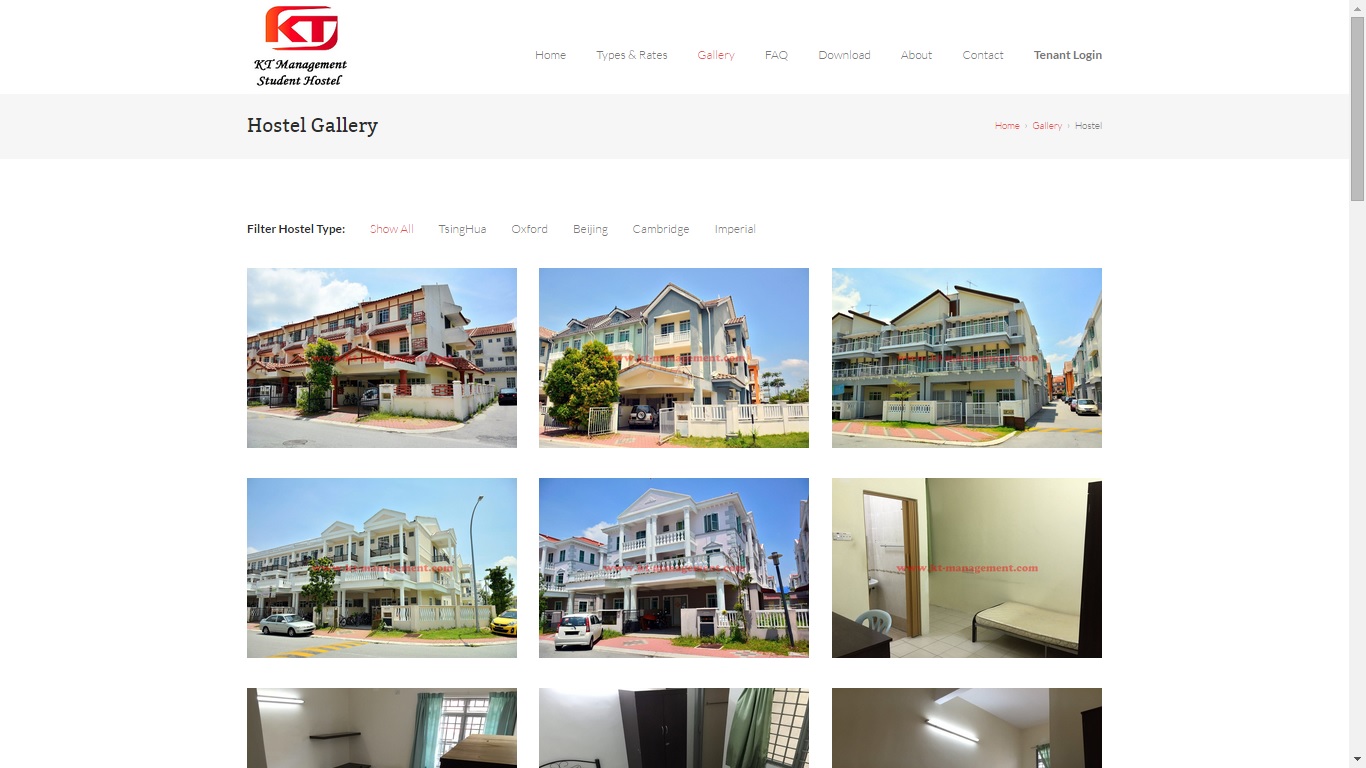 KT
KT Management
Student Hostel
Home
Types & Rates
Gallery
FAQ
Download
About
Contact
Tenant Login
Hostel Gallery
Home › Gallery › Hostel
Filter Hostel Type:
Show All
TsingHua
Oxford
Beijing
Cambridge
Imperial
www.kt-management.com
www.kt-management.com
www.kt-management.com
www.kt-management.com
www.kt-management.com
www.kt-management.com